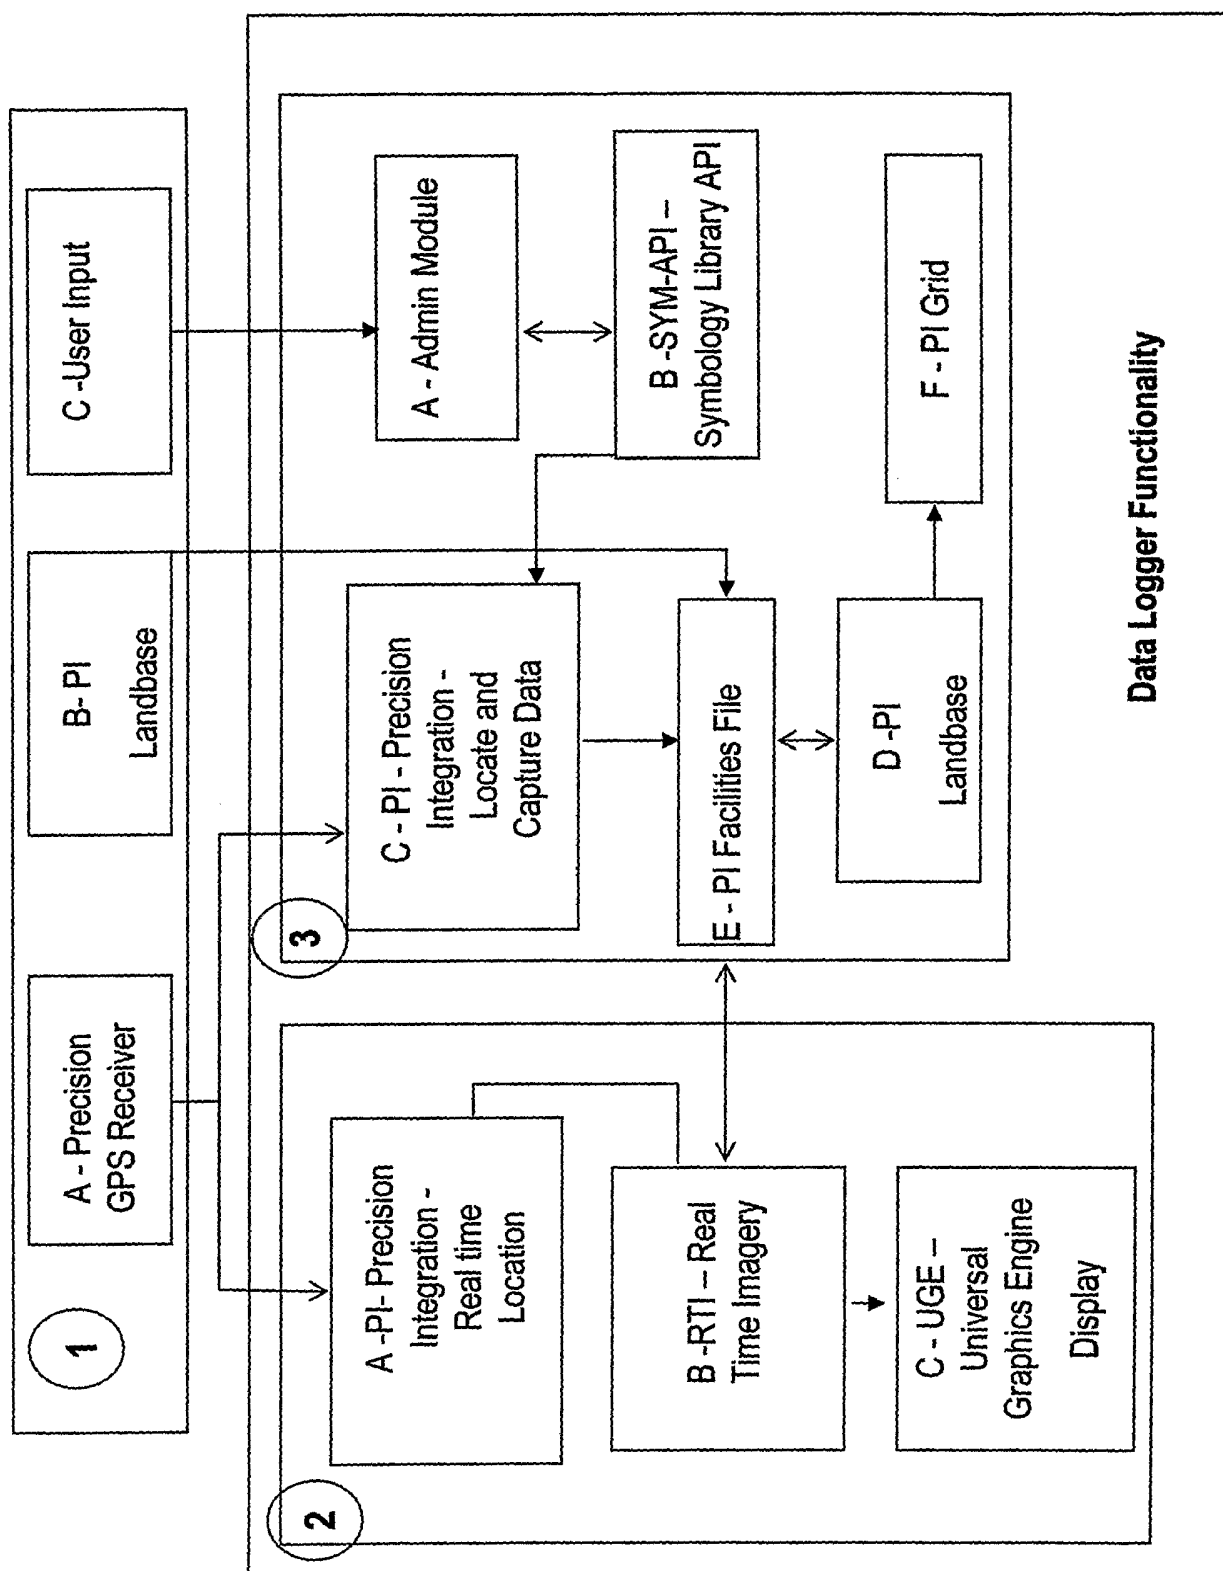 1
A - Precision
GPS Receiver
B- PI
Landbase
C -User Input
2
A -PI- Precision
Integration -
Real time
Location
B -RTI – Real
Time Imagery
C - UGE –
Universal
Graphics Engine
Display
3
C - PI - Precision
Integration -
Locate and
Capture Data
A - Admin Module
B -SYM-API –
Symbology Library API
E - PI Facilities File
D -PI
Landbase
F - PI Grid
Data Logger Functionality